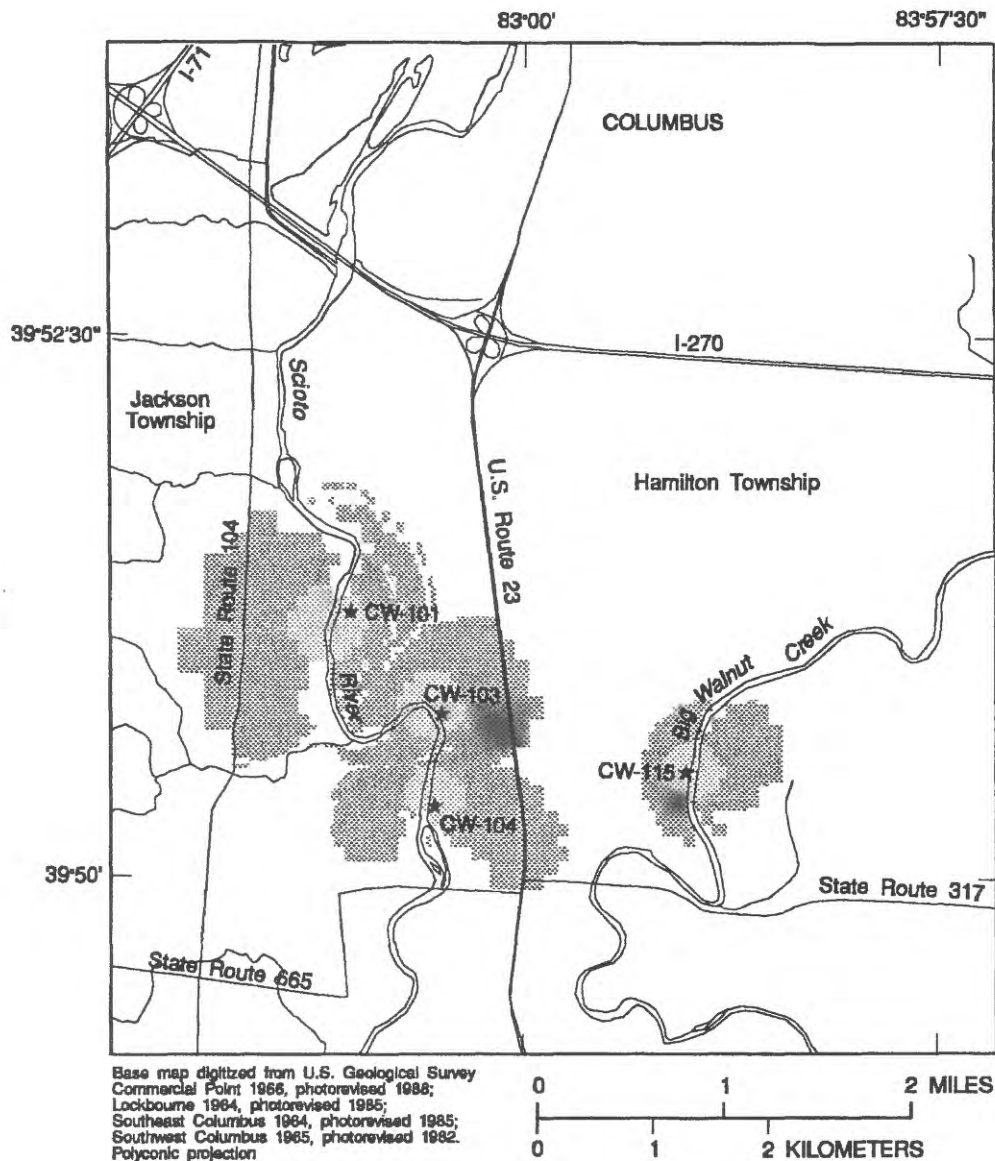 83°00' 83°57'30"
I-71
COLUMBUS
39°52'30"
I-270
Scioto
Jackson
Township
U.S. Route 23
Hamilton Township
State Route 104
CW-101
River
Big Walnut Creek
CW-103
CW-115
CW-104
39°50'
State Route 317
State Route 665
Base map digitized from U.S. Geological Survey
Commercial Point 1966, photorevised 1988;
Lockbourne 1964, photorevised 1985;
Southeast Columbus 1964, photorevised 1985;
Southwest Columbus 1965, photorevised 1982.
Polyconic projection
0 1 2 MILES
0 1 2 KILOMETERS